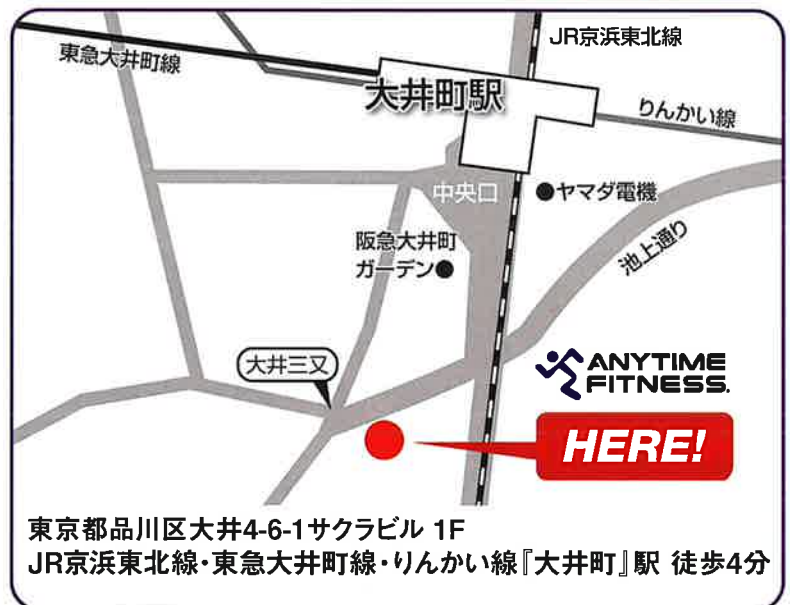 JR京浜東北線
東急大井町線
大井町駅
りんかい線
中央口
●ヤマダ電機
阪急大井町
ガーデン●
池上通り
大井三又
ANYTIME
FITNESS.
HERE!
東京都品川区大井4-6-1サクラビル 1F
JR京浜東北線・東急大井町線・りんかい線『大井町』駅 徒歩4分